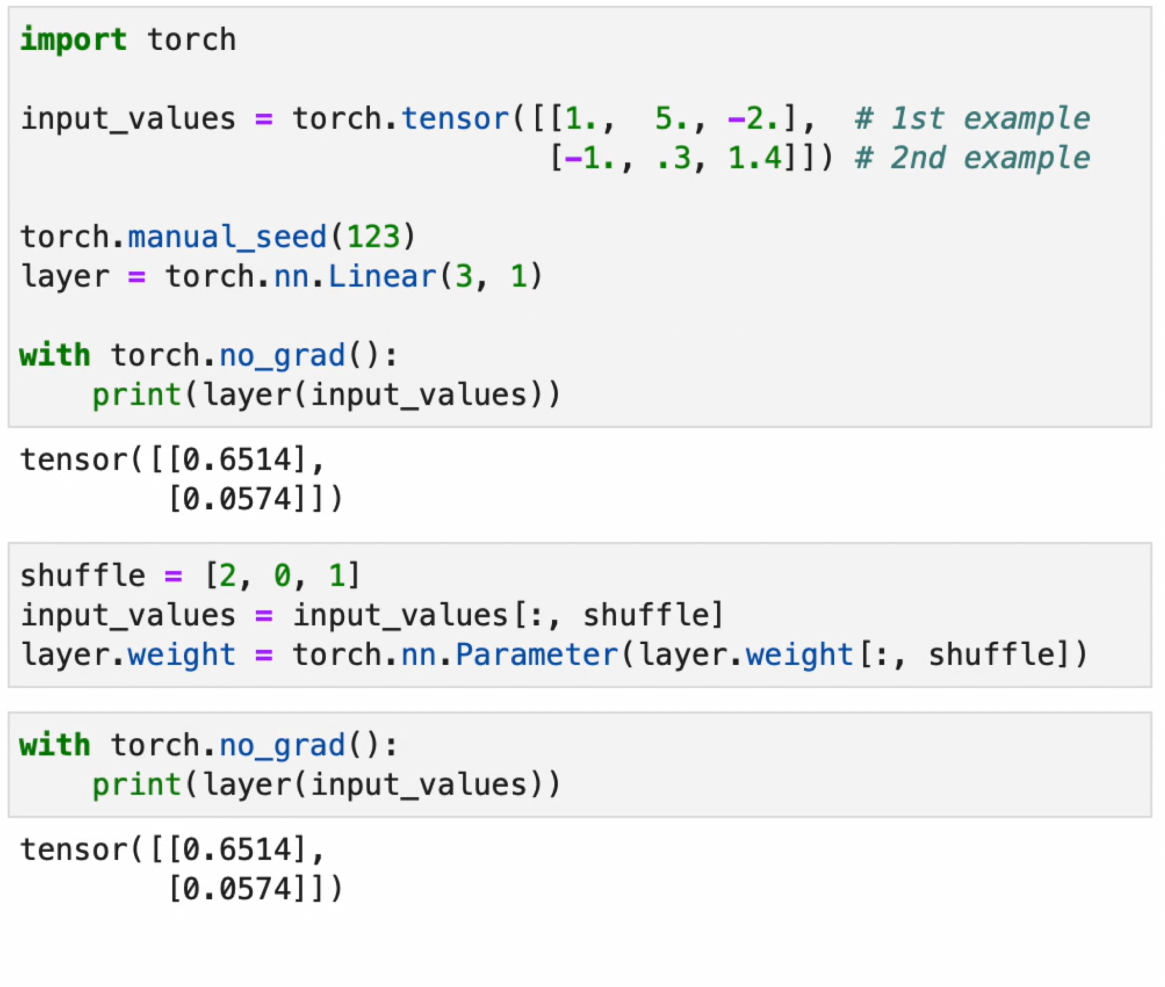 import torch
input_values = torch.tensor([[1.,  5., -2.],  # 1st example
                             [-1., .3, 1.4]]) # 2nd example
torch.manual_seed(123)
layer = torch.nn.Linear(3, 1)
with torch.no_grad():
    print(layer(input_values))
tensor([[0.6514],
        [0.0574]])
shuffle = [2, 0, 1]
input_values = input_values[:, shuffle]
layer.weight = torch.nn.Parameter(layer.weight[:, shuffle])
with torch.no_grad():
    print(layer(input_values))
tensor([[0.6514],
        [0.0574]])